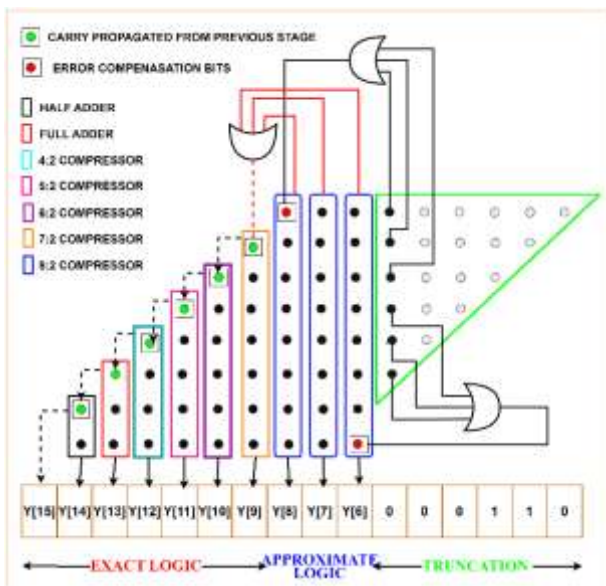 CARRY PROPAGATED FROM PREVIOUS STAGE
ERROR COMPENASATION BITS
HALF ADDER
FULL ADDER
4:2 COMPRESSOR
5:2 COMPRESSOR
6:2 COMPRESSOR
7:2 COMPRESSOR
8:2 COMPRESSOR
Y[15] Y[14] Y[13] Y[12] Y[11] Y[10] Y[9] Y[8] Y[7] Y[6] 0 0 0 1 1 0
EXACT LOGIC APPROXIMATE LOGIC TRUNCATION